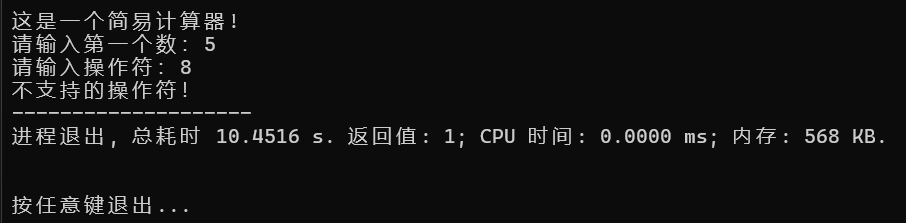 这是一个简易计算器!
请输入第一个数: 5
请输入操作符: 8
不支持的操作符!
--------------------
进程退出, 总耗时 10.4516 s. 返回值: 1; CPU 时间: 0.0000 ms; 内存: 568 KB.
按任意键退出...